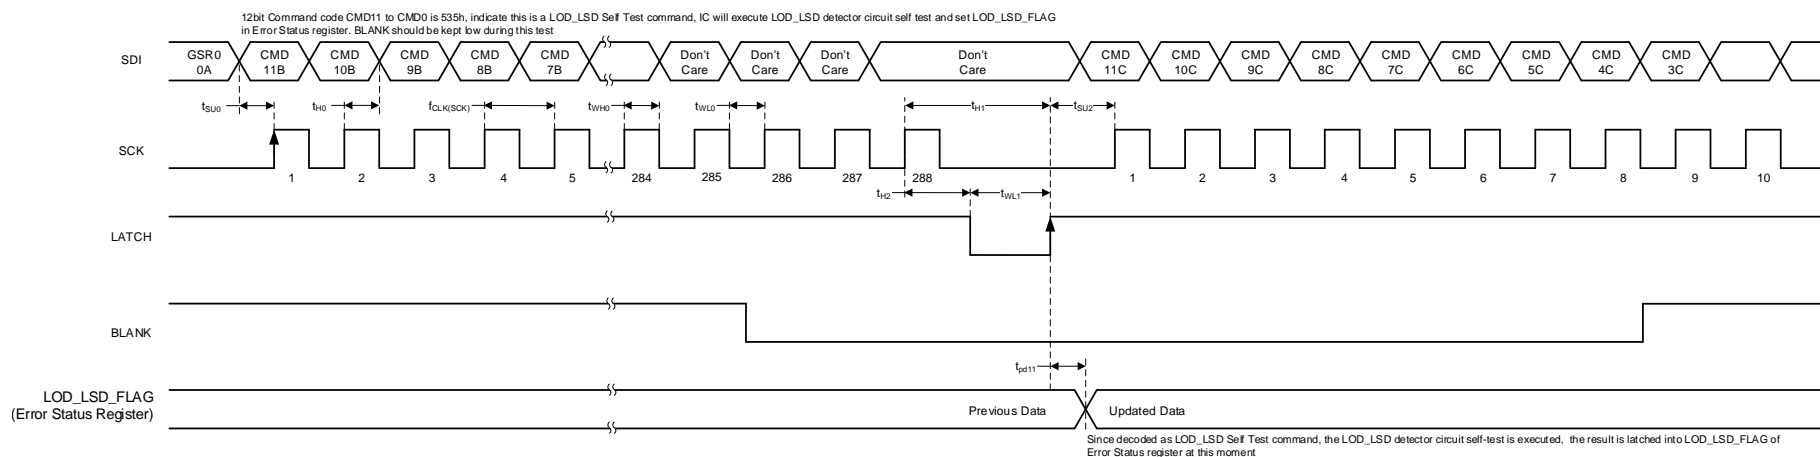 12bit Command code CMD11 to CMD0 is 535h, indicate this is a LOD_LSD Self Test command, IC will execute LOD_LSD detector circuit self test and set LOD_LSD_FLAG
in Error Status register. BLANK should be kept low during this test
SDI
GSR0 0A
CMD 11B
CMD 10B
CMD 9B
CMD 8B
CMD 7B
Don't Care
Don't Care
Don't Care
Don't Care
CMD 11C
CMD 10C
CMD 9C
CMD 8C
CMD 7C
CMD 6C
CMD 5C
CMD 4C
CMD 3C
tSU0
tH0
fCLK(SCK)
tWH0
tWL0
tH1
tSU2
SCK
1 2 3 4 5 284 285 286 287 288 1 2 3 4 5 6 7 8 9 10
tH2
tWL1
LATCH
BLANK
tpd11
LOD_LSD_FLAG
(Error Status Register)
Previous Data
Updated Data
Since decoded as LOD_LSD Self Test command, the LOD_LSD detector circuit self-test is executed, the result is latched into LOD_LSD_FLAG of
Error Status register at this moment